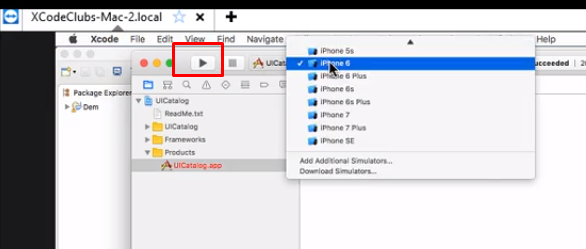 XCodeClubs-Mac-2.local
Xcode File Edit View Find Navigate
iPhone 5s
UICat
iPhone 6
ucceeded | 20
iPhone 6 Plus
Package Explorer
iPhone 6s
Dem
UICatalog
iPhone 6s Plus
ReadMe.txt
iPhone 7
UICatalog
iPhone 7 Plus
Frameworks
iPhone SE
Products
UICatalog.app
Add Additional Simulators...
Download Simulators...